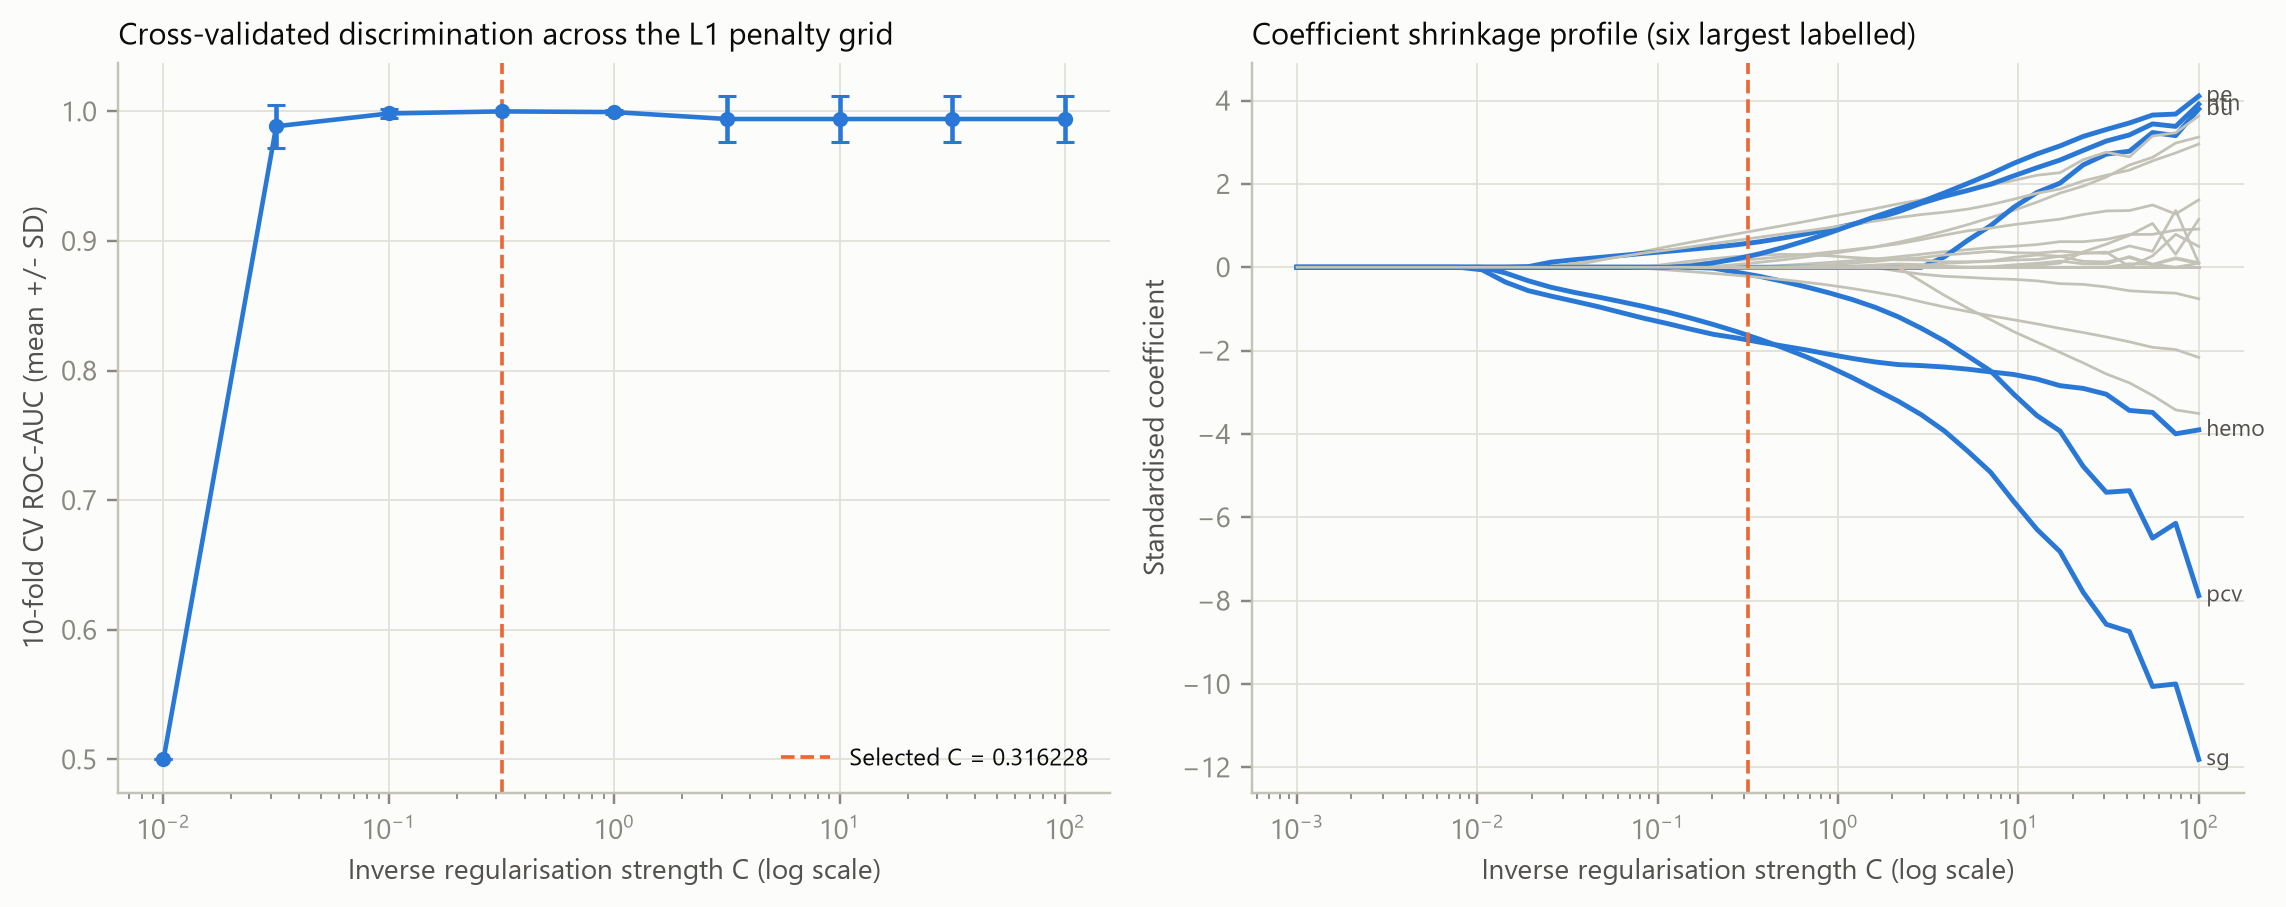 Cross-validated discrimination across the L1 penalty grid
10-fold CV ROC-AUC (mean +/- SD)
1.0
0.9
0.8
0.7
0.6
0.5
Selected C = 0.316228
10⁻² 10⁻¹ 10⁰ 10¹ 10²
Inverse regularisation strength C (log scale)
Coefficient shrinkage profile (six largest labelled)
Standardised coefficient
4
2
0
−2
−4
−6
−8
−10
−12
pe
hemo
pcv
sg
10⁻³ 10⁻² 10⁻¹ 10⁰ 10¹ 10²
Inverse regularisation strength C (log scale)